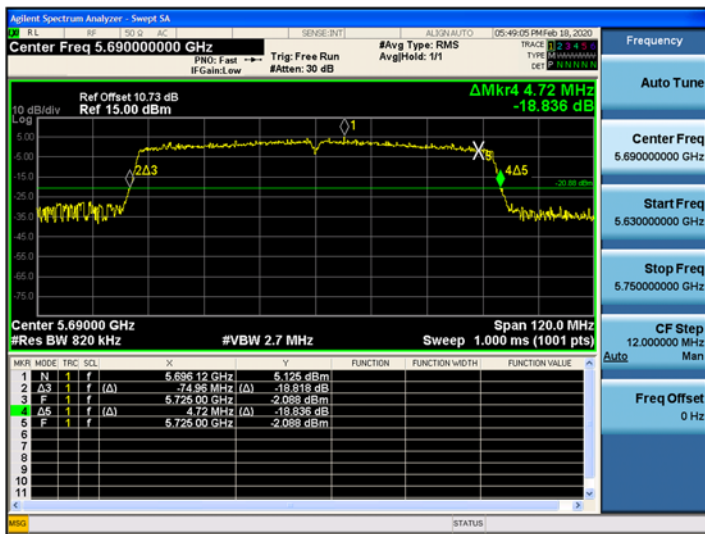 Agilent Spectrum Analyzer - Swept SA
LXI RL RF 50 Ω AC SENSE:INT ALIGN AUTO 05:49:05 PM Feb 18, 2020
Center Freq 5.690000000 GHz
PNO: Fast
IFGain:Low
Trig: Free Run
#Atten: 30 dB
#Avg Type: RMS
Avg|Hold: 1/1
TRACE 1 2 3 4 5 6
TYPE
DET P N N N N N
ΔMkr4 4.72 MHz
-18.836 dB
Ref Offset 10.73 dB
10 dB/div Ref 15.00 dBm
Log
5.00
-5.00
-15.0
-25.0
-35.0
-45.0
-55.0
-65.0
-75.0
1
2Δ3
5
4Δ5
-20.88 dBm
Center 5.69000 GHz Span 120.0 MHz
#Res BW 820 kHz #VBW 2.7 MHz Sweep 1.000 ms (1001 pts)
MKR MODE TRC SCL X Y FUNCTION FUNCTION WIDTH FUNCTION VALUE
1 N 1 f 5.696 12 GHz 5.125 dBm
2 Δ3 1 f (Δ) -74.96 MHz (Δ) -18.818 dB
3 F 1 f 5.725 00 GHz -2.088 dBm
4 Δ5 1 f (Δ) 4.72 MHz (Δ) -18.836 dB
5 F 1 f 5.725 00 GHz -2.088 dBm
6
7
8
9
10
11
MSG STATUS
Frequency
Auto Tune
Center Freq
5.690000000 GHz
Start Freq
5.630000000 GHz
Stop Freq
5.750000000 GHz
CF Step
12.000000 MHz
Auto Man
Freq Offset
0 Hz